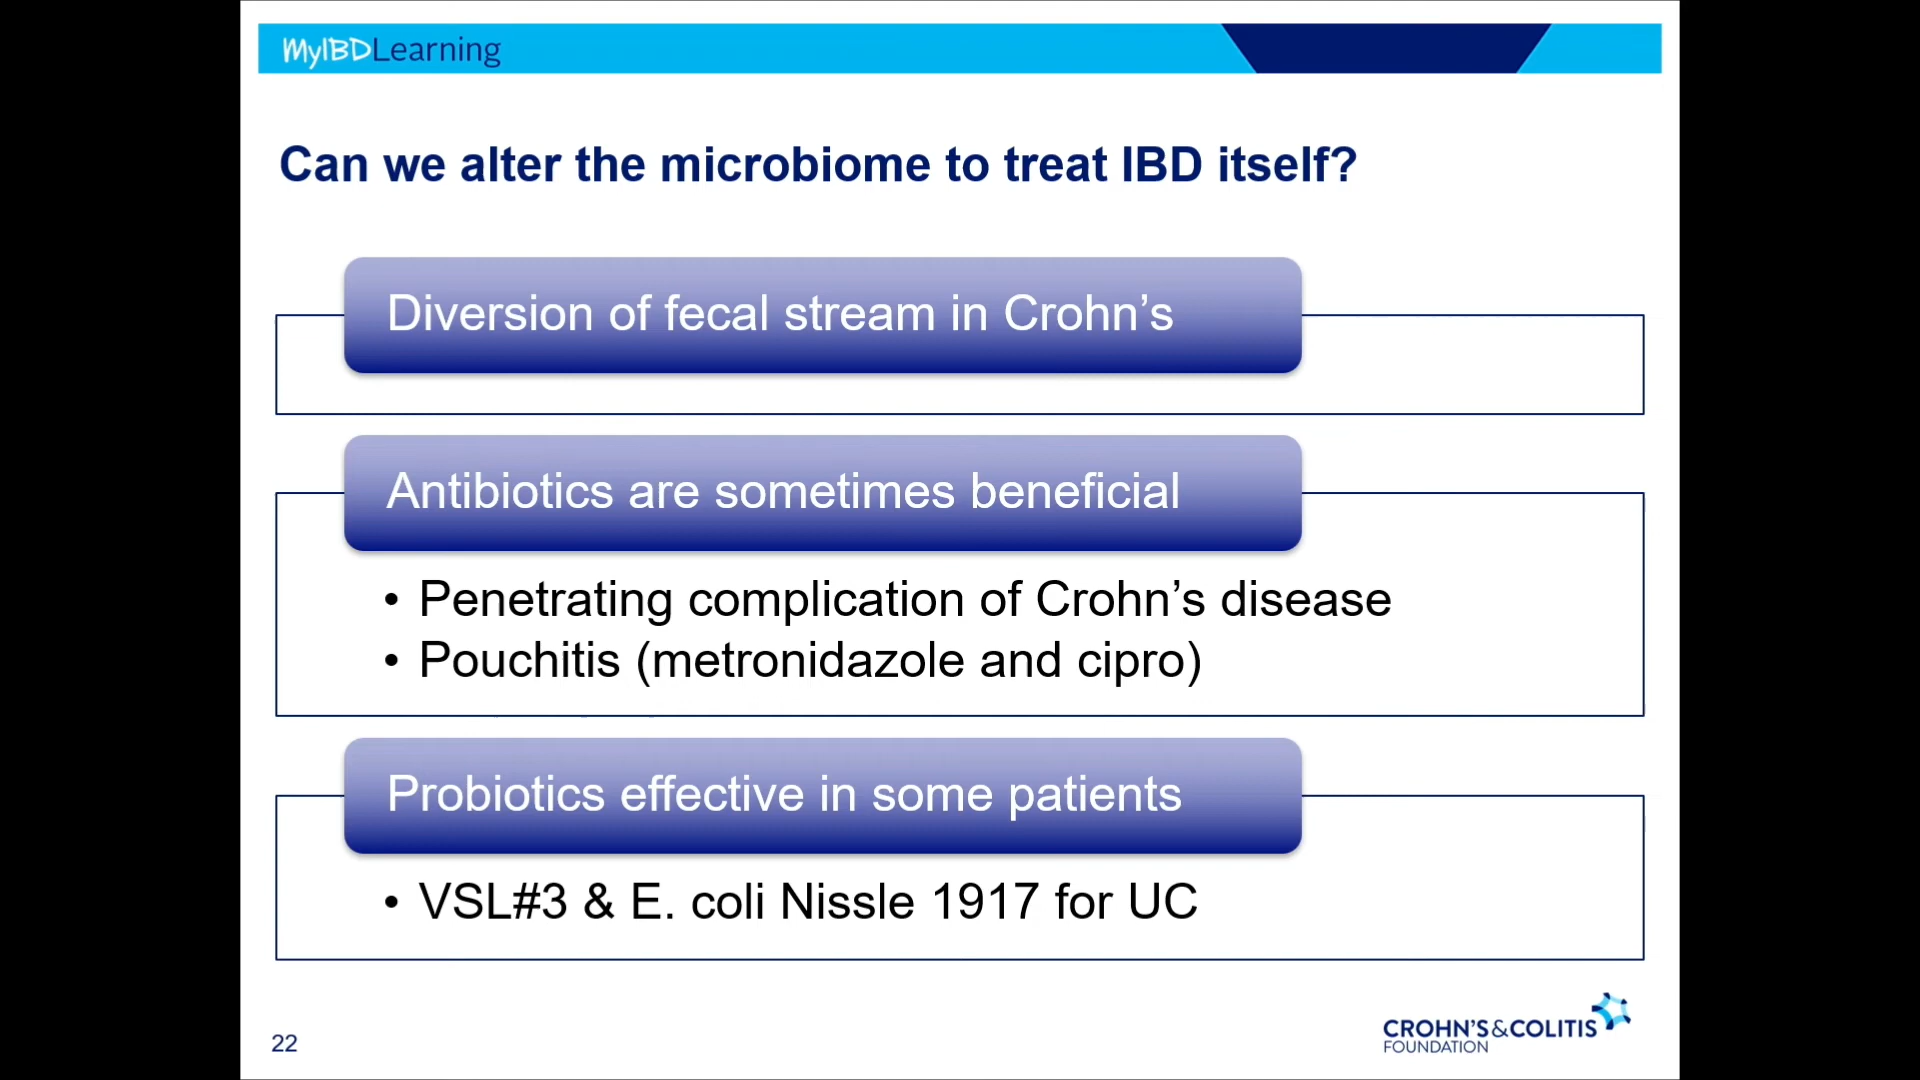 MyIBDLearning
Can we alter the microbiome to treat IBD itself?
Diversion of fecal stream in Crohn’s
Antibiotics are sometimes beneficial
• Penetrating complication of Crohn’s disease
• Pouchitis (metronidazole and cipro)
Probiotics effective in some patients
• VSL#3 & E. coli Nissle 1917 for UC
22
CROHN’S&COLITIS
FOUNDATION